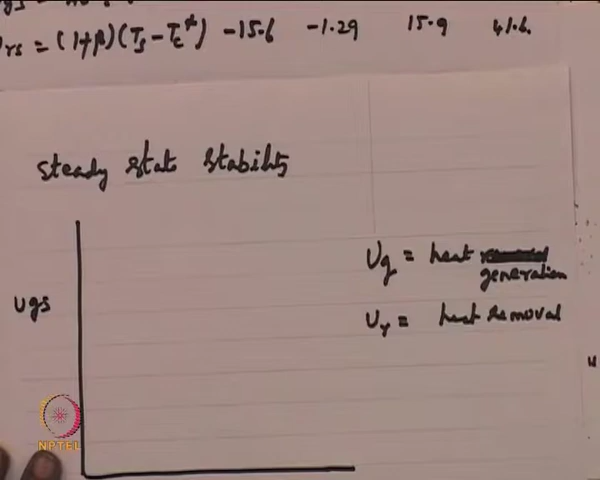 rs = (1+β)(Ts - Tc*) -15.6 -1.29 15.9 41.6
steady state stability
Ug = heat generation
Ugs
Ur = heat removal
NPTEL